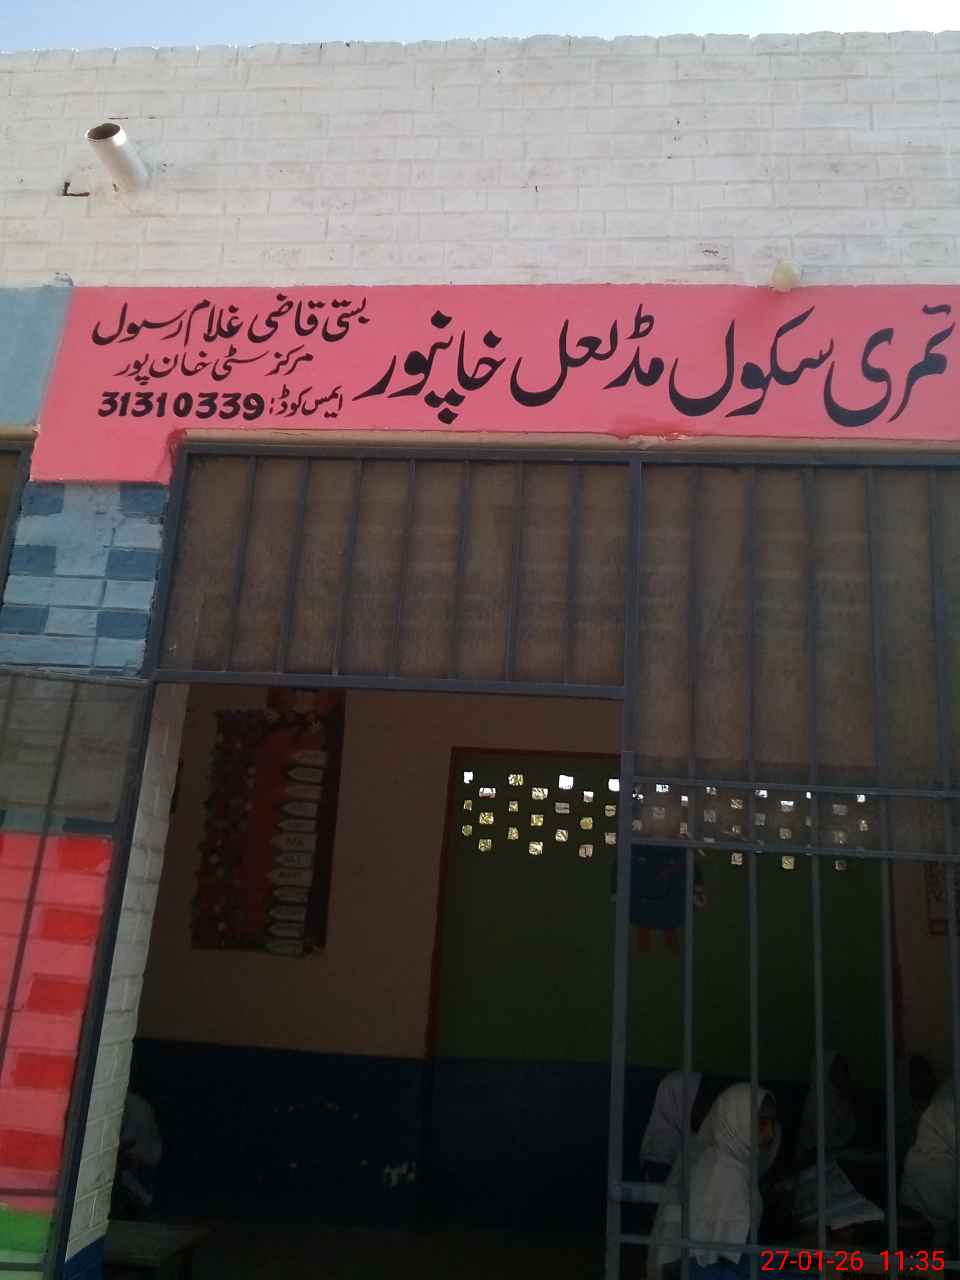 تمری سکول مڈ لعل خانپور
بستی قاضی غلام رسول
مرکز سٹی خان پور
ایمس کوڈ: 31310339
27-01-26 11:35